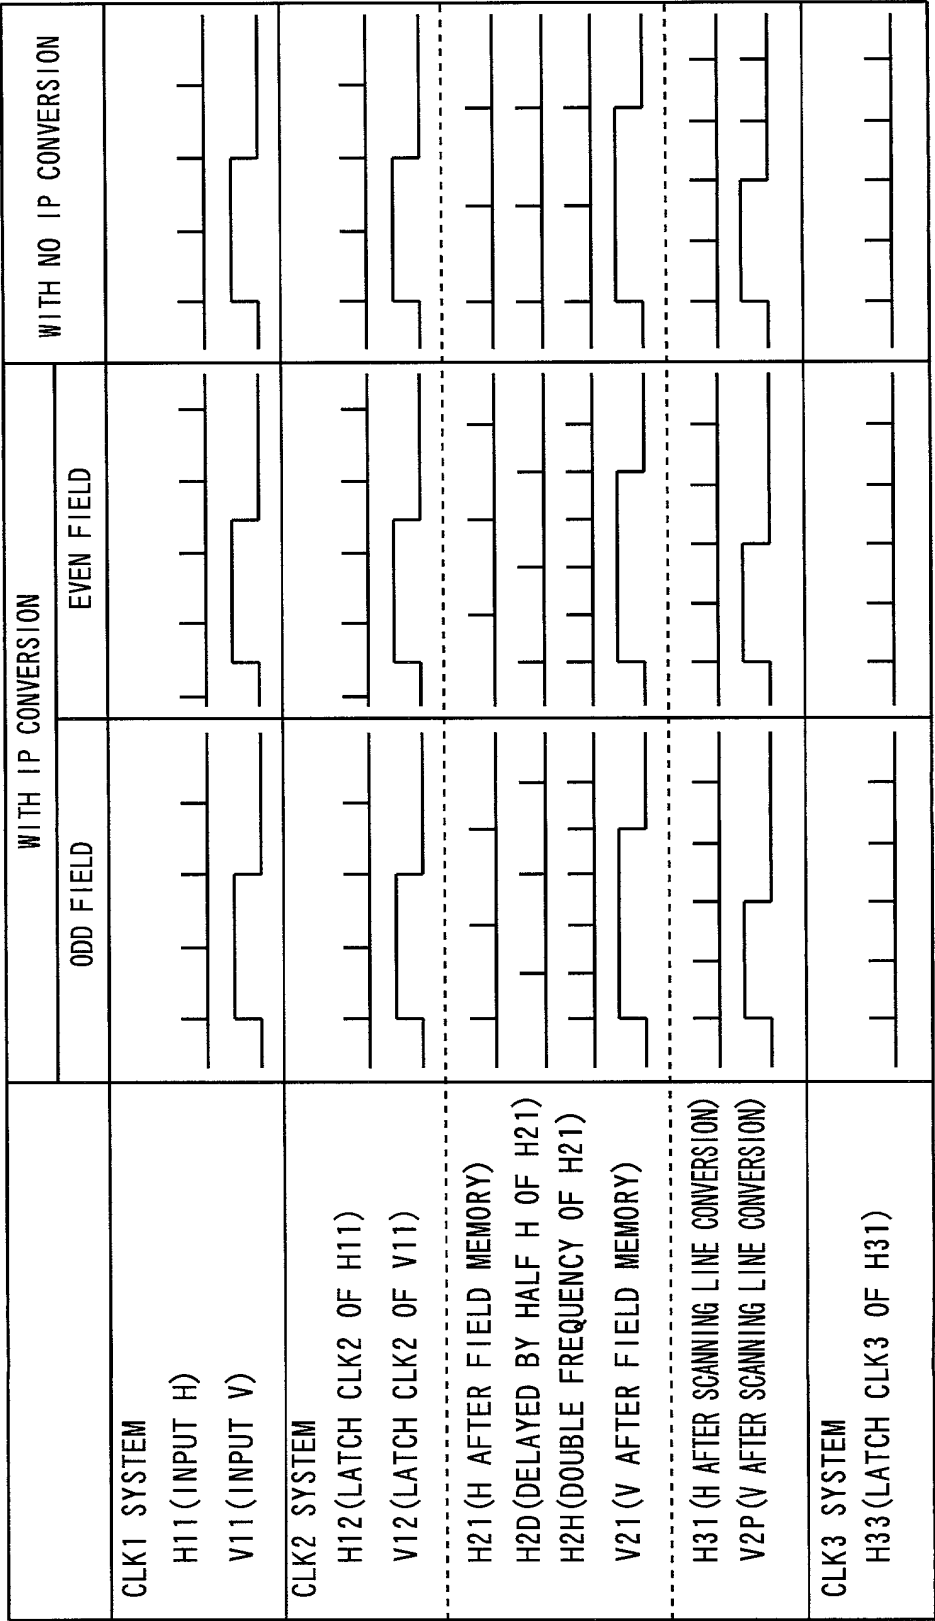 WITH IP CONVERSION
WITH NO IP CONVERSION
ODD FIELD
EVEN FIELD
CLK1 SYSTEM
H11(INPUT H)
V11(INPUT V)
CLK2 SYSTEM
H12(LATCH CLK2 OF H11)
V12(LATCH CLK2 OF V11)
H21(H AFTER FIELD MEMORY)
H2D(DELAYED BY HALF H OF H21)
H2H(DOUBLE FREQUENCY OF H21)
V21(V AFTER FIELD MEMORY)
H31(H AFTER SCANNING LINE CONVERSION)
V2P(V AFTER SCANNING LINE CONVERSION)
CLK3 SYSTEM
H33(LATCH CLK3 OF H31)